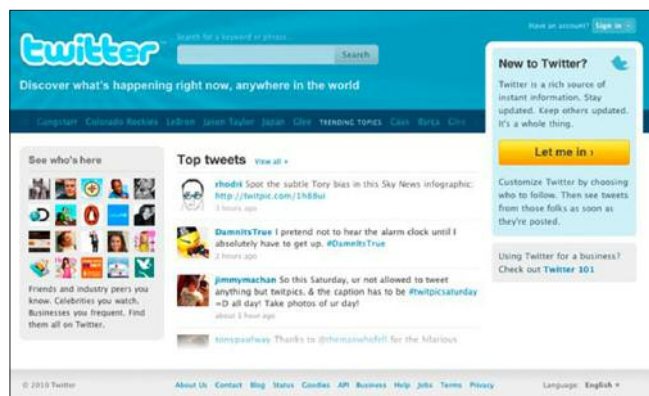 Have an account? Sign in
twitter
Search for a keyword or phrase...
Search
Discover what's happening right now, anywhere in the world
Gangstarr Colorado Rockies LeBron Jason Taylor Japan Glee TRENDING TOPICS Barça
New to Twitter?
Twitter is a rich source of
instant information. Stay
updated. Keep others updated.
It's a whole thing.
Let me in ›
Customize Twitter by choosing
who to follow. Then see tweets
from those folks as soon as
they're posted.
Using Twitter for a business?
Check out Twitter 101
See who's here
Friends and industry peers you
know. Celebrities you watch.
Businesses you frequent. Find
them all on Twitter.
Top tweets View all
rhodri Spot the subtle Tory bias in this Sky News infographic:
3 hours ago
DamnItsTrue I pretend not to hear the alarm clock until I
absolutely have to get up. #DamnItsTrue
2 hours ago
jimmymachan So this Saturday, ur not allowed to tweet
anything but twitpics. & the caption has to be #twitpicsaturday
=D all day! Take photos of ur day!
about 1 hour ago
tonypaulway Thanks to @themanwhofell for the hilarious
© 2010 Twitter
About Us Contact Blog Status Goodies API Business Help Jobs Terms Privacy
Language: English